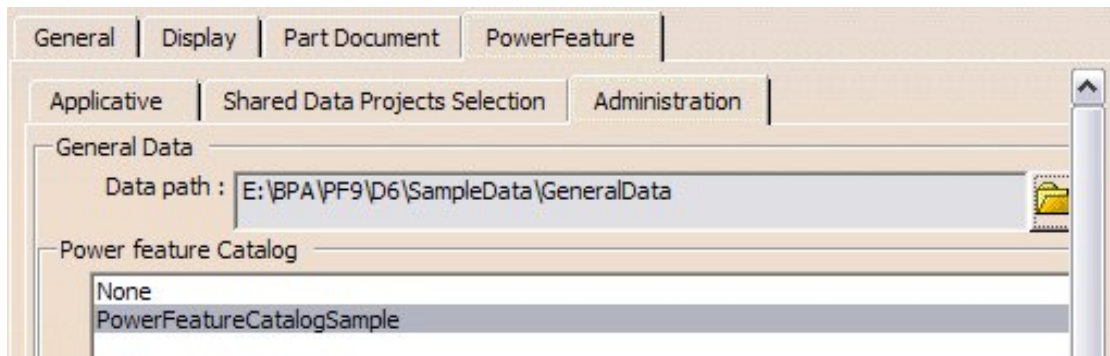 General Display Part Document PowerFeature
Applicative Shared Data Projects Selection Administration
General Data
Data path : E:\BPA\PF9\D6\SampleData\GeneralData
Power feature Catalog
None
PowerFeatureCatalogSample